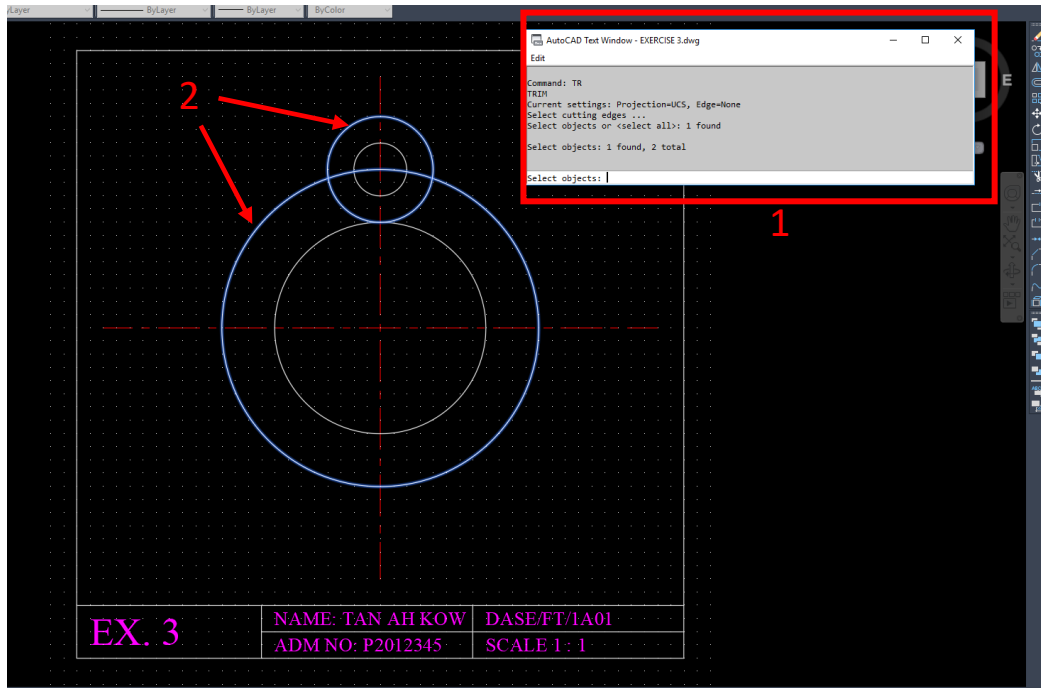 ByLayer ByLayer ByColor
AutoCAD Text Window - EXERCISE 3.dwg
Edit
Command: TR
TRIM
Current settings: Projection=UCS, Edge=None
Select cutting edges ...
Select objects or <select all>: 1 found
Select objects: 1 found, 2 total
Select objects:
E
1
2
EX. 3
NAME: TAN AH KOW
DASE/FT/1A01
ADM NO: P2012345
SCALE 1 : 1